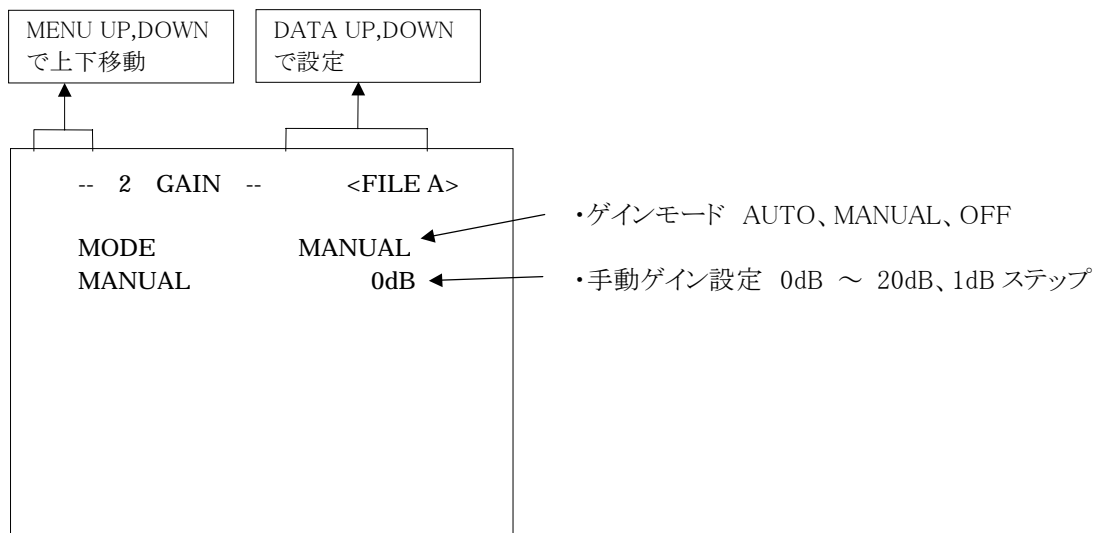 MENU UP,DOWN
で上下移動
DATA UP,DOWN
で設定
-- 2 GAIN -- <FILE A>
MODE MANUAL
MANUAL 0dB
・ゲインモード AUTO、MANUAL、OFF
・手動ゲイン設定 0dB ～ 20dB、1dB ステップ